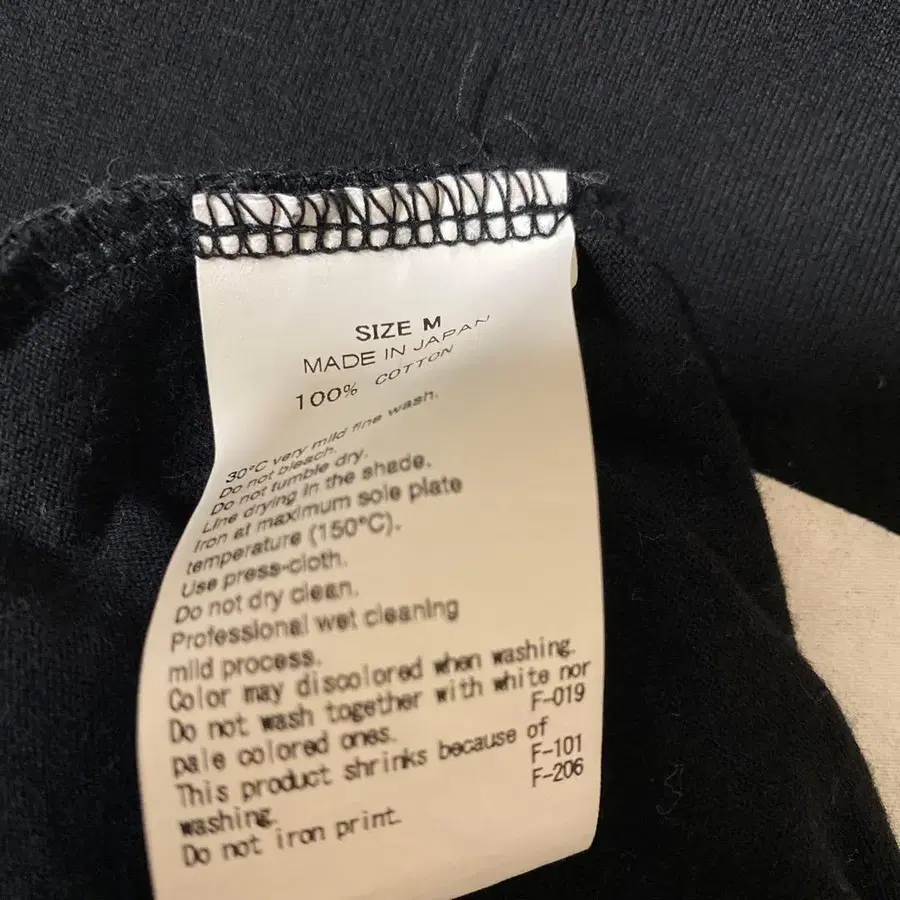 SIZE M
MADE IN JAPAN
100% COTTON
30°C very mild fine wash.
Do not bleach.
Do not tumble dry.
Line drying in the shade.
Iron at maximum sole plate
temperature (150°C).
Use press-cloth.
Do not dry clean.
Professional wet cleaning
mild process.
Color may discolored when washing.
Do not wash together with white nor
F-019
pale colored ones.
This product shrinks because of
F-101
washing.
F-206
Do not iron print.